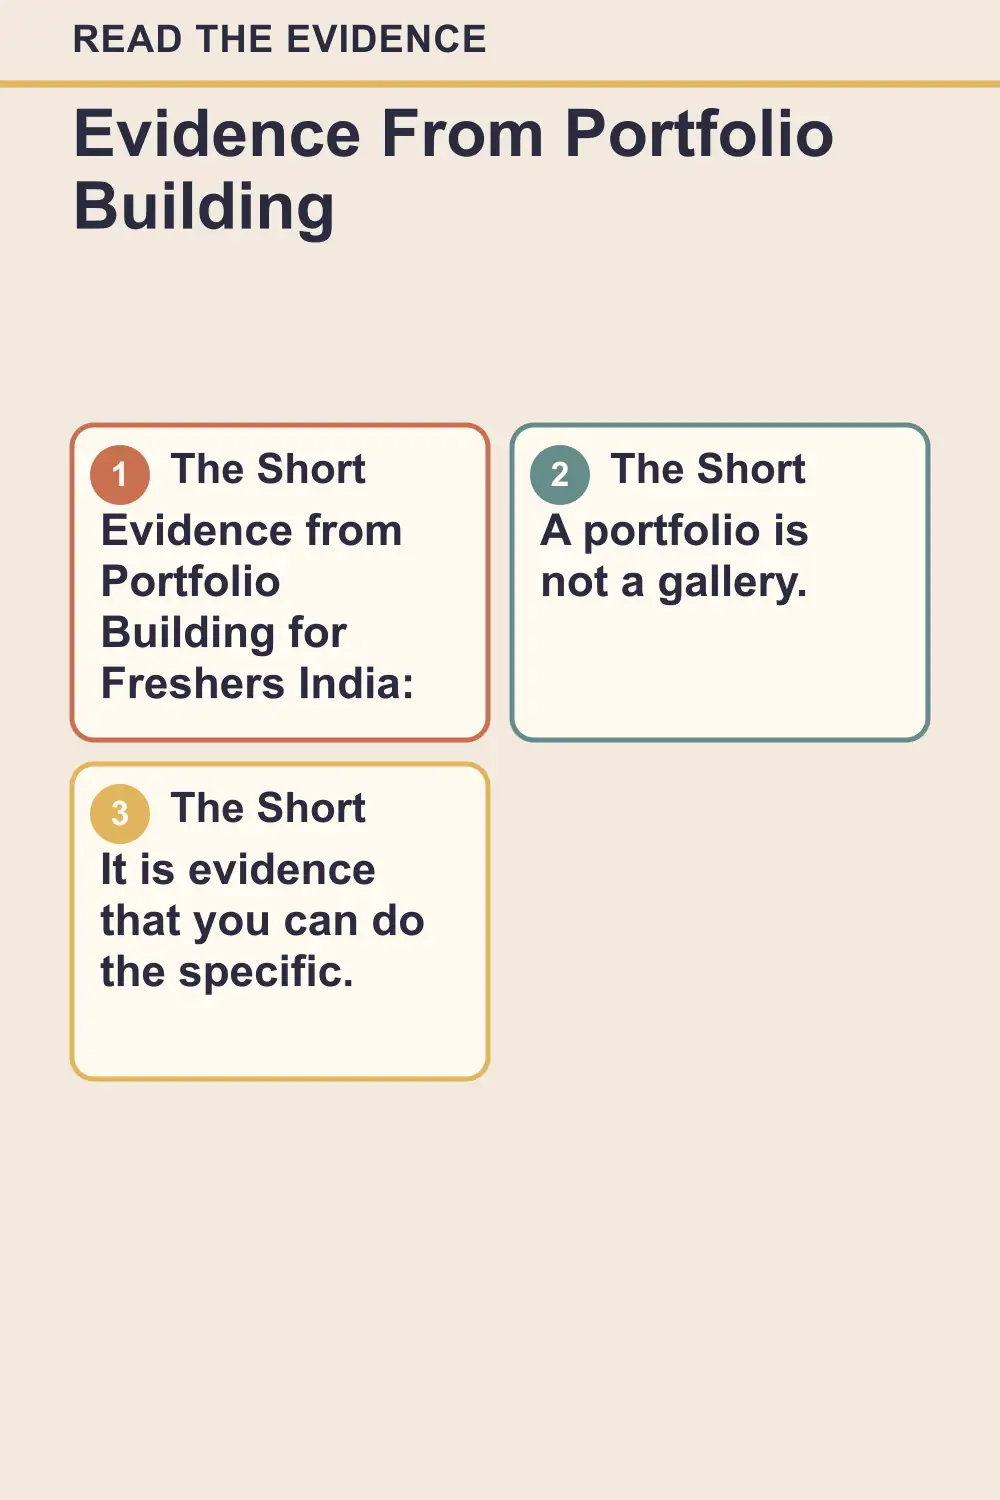 READ THE EVIDENCE
Evidence From Portfolio
Building
1 The Short
Evidence from
Portfolio
Building for
Freshers India:
2 The Short
A portfolio is
not a gallery.
3 The Short
It is evidence
that you can do
the specific.